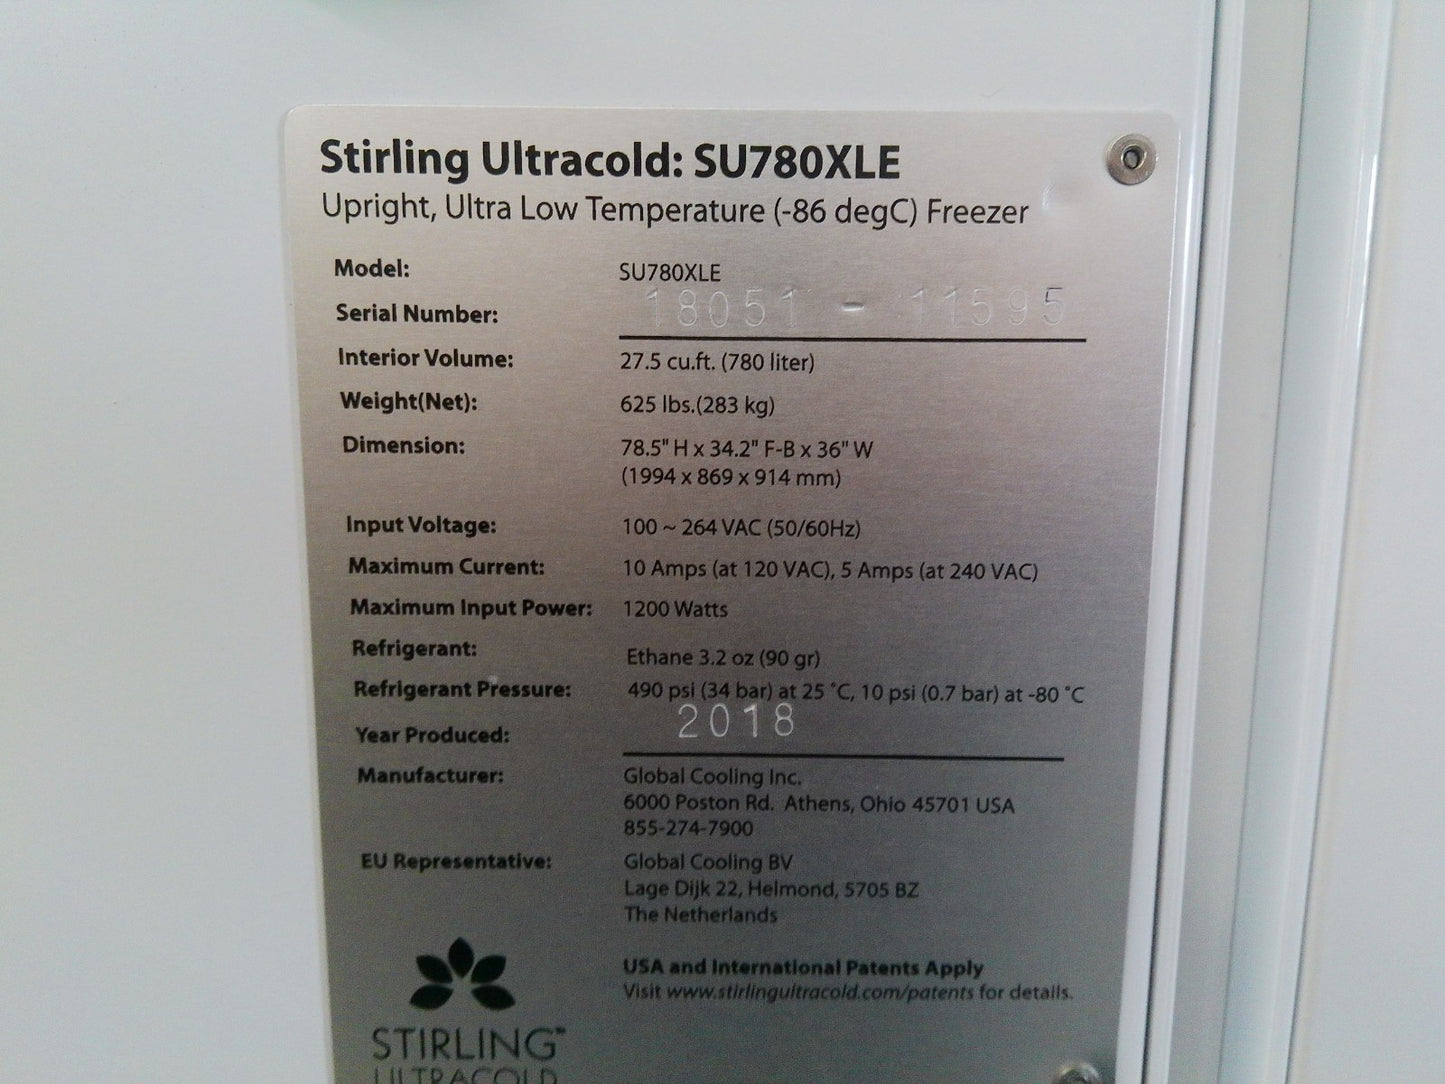 Stirling Ultracold: SU780XLE
Upright, Ultra Low Temperature (-86 degC) Freezer
Model: SU780XLE
Serial Number: 18051 - 11595
Interior Volume: 27.5 cu.ft. (780 liter)
Weight(Net): 625 lbs.(283 kg)
Dimension: 78.5" H x 34.2" F-B x 36" W
(1994 x 869 x 914 mm)
Input Voltage: 100 ~ 264 VAC (50/60Hz)
Maximum Current: 10 Amps (at 120 VAC), 5 Amps (at 240 VAC)
Maximum Input Power: 1200 Watts
Refrigerant: Ethane 3.2 oz (90 gr)
Refrigerant Pressure: 490 psi (34 bar) at 25 °C, 10 psi (0.7 bar) at -80 °C
Year Produced: 2018
Manufacturer: Global Cooling Inc.
6000 Poston Rd. Athens, Ohio 45701 USA
855-274-7900
EU Representative: Global Cooling BV
Lage Dijk 22, Helmond, 5705 BZ
The Netherlands
USA and International Patents Apply
Visit www.stirlingultracold.com/patents for details.
STIRLING™
ULTRACOLD